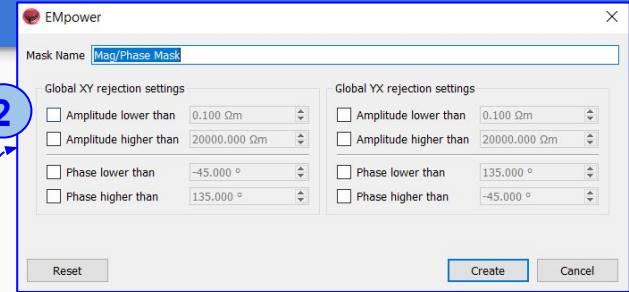 EMpower
Mask Name Mag/Phase Mask
Global XY rejection settings
Amplitude lower than 0.100 Ωm
Amplitude higher than 20000.000 Ωm
Phase lower than -45.000 °
Phase higher than 135.000 °
Global YX rejection settings
Amplitude lower than 0.100 Ωm
Amplitude higher than 20000.000 Ωm
Phase lower than 135.000 °
Phase higher than -45.000 °
Reset Create Cancel
2